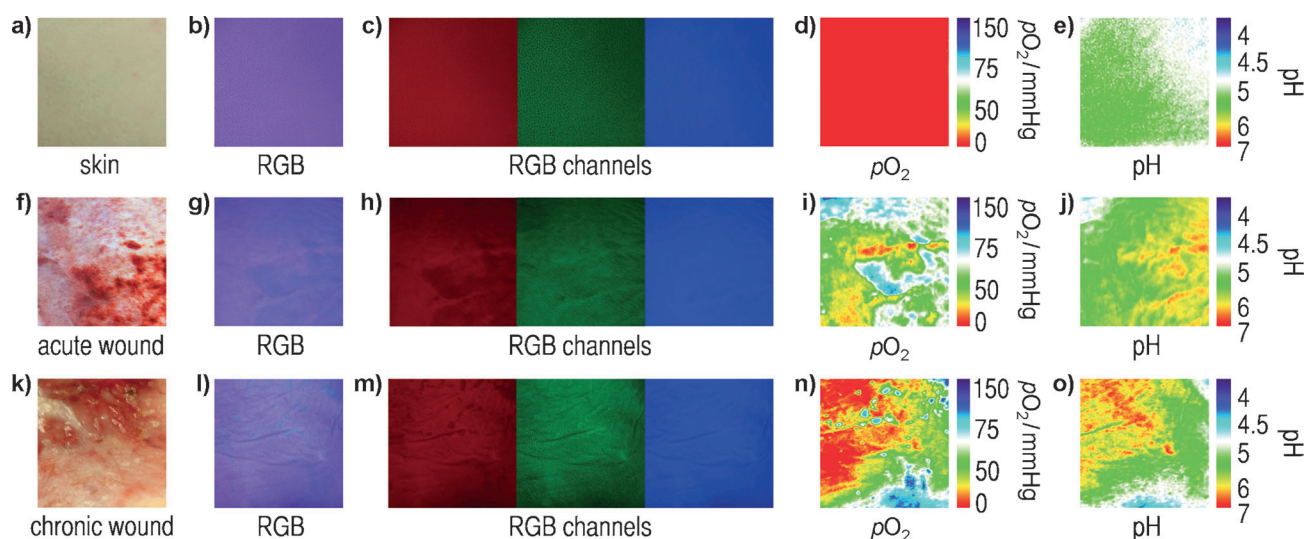 a) b) c) d) e)
150 75 50 0 pO₂/mmHg
4 4.5 5 6 7 pH
skin RGB RGB channels pO₂ pH
f) g) h) i) j)
150 75 50 0 pO₂/mmHg
4 4.5 5 6 7 pH
acute wound RGB RGB channels pO₂ pH
k) l) m) n) o)
150 75 50 0 pO₂/mmHg
4 4.5 5 6 7 pH
chronic wound RGB RGB channels pO₂ pH